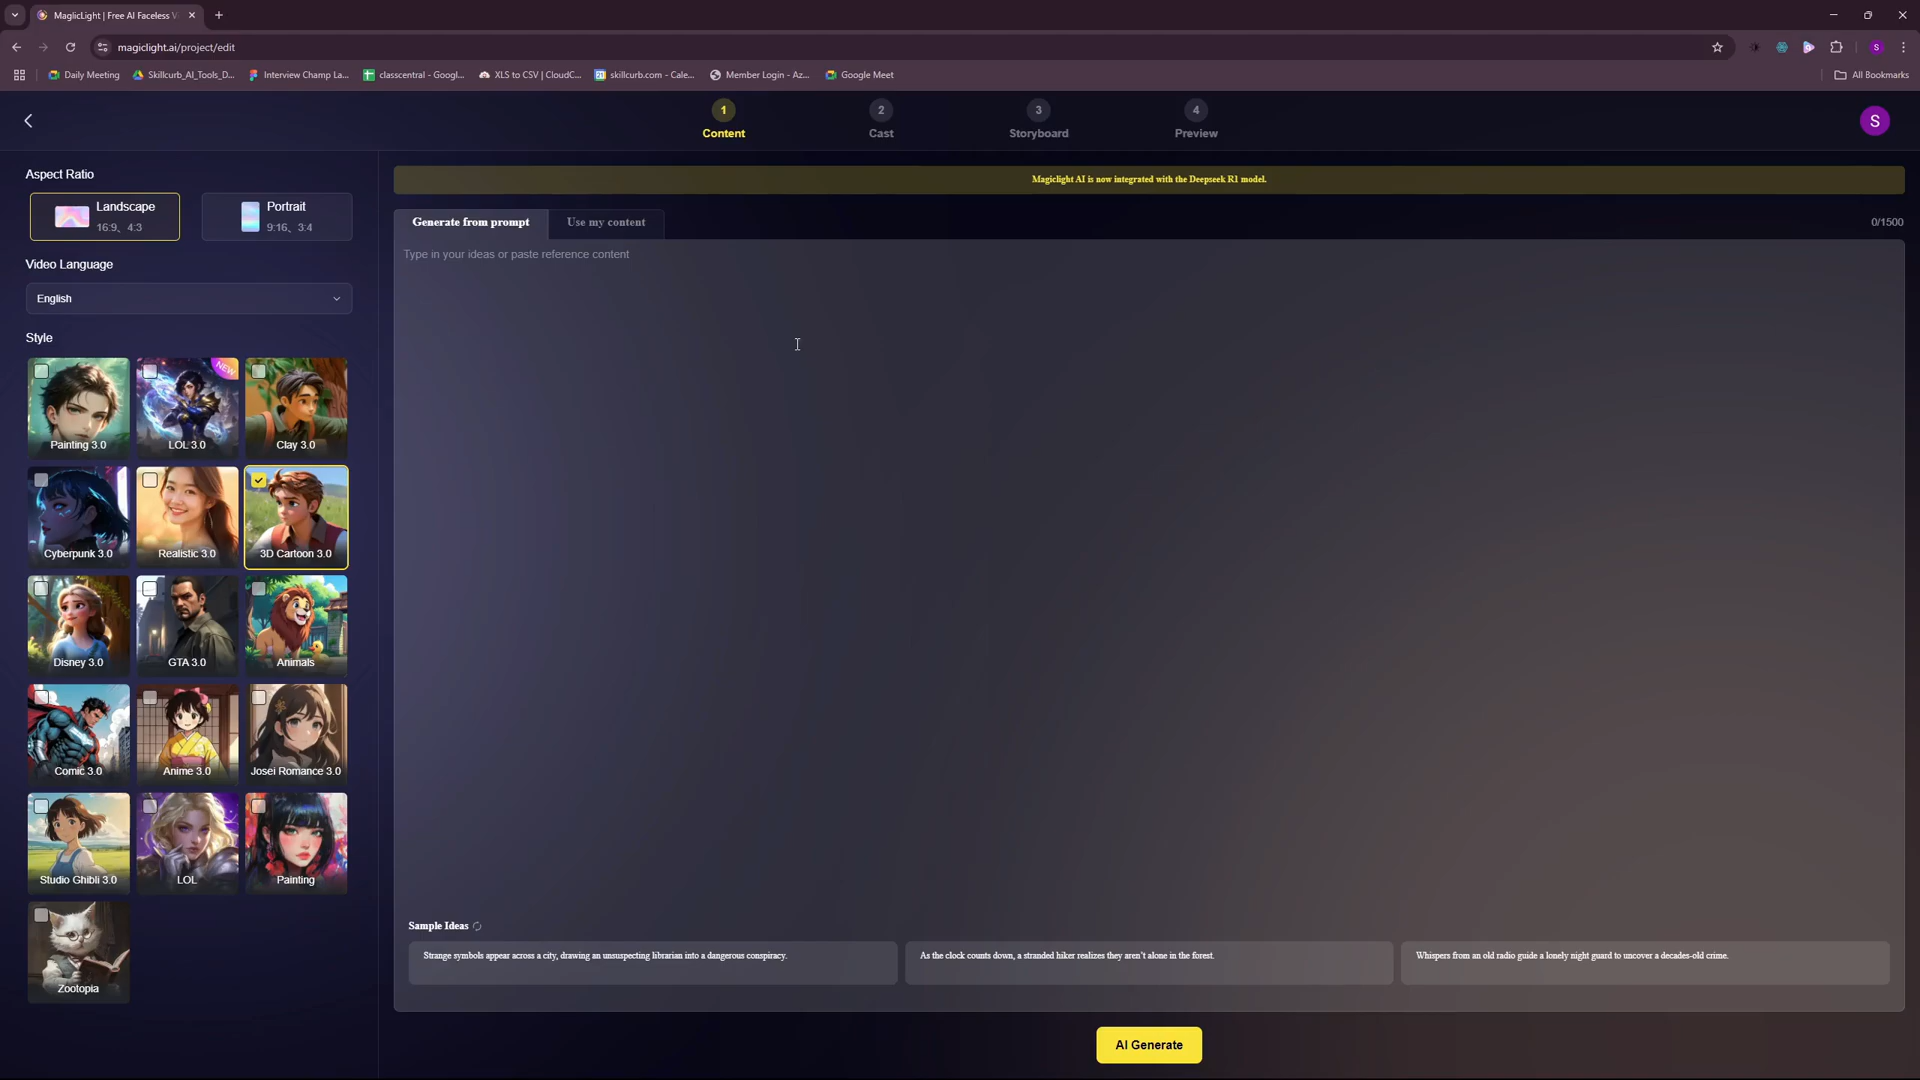 MagicLight | Free AI Faceless V
magiclight.ai/project/edit
Daily Meeting
Skillcurb_AI_Tools_D...
Interview Champ La...
classcentral - Googl...
XLS to CSV | CloudC...
skillcurb.com - Cale...
Member Login - Az...
Google Meet
All Bookmarks
1
Content
2
Cast
3
Storyboard
4
Preview
S
Aspect Ratio
Landscape
16:9、4:3
Portrait
9:16、3:4
Video Language
English
Style
Painting 3.0
NEW
LOL 3.0
Clay 3.0
Cyberpunk 3.0
Realistic 3.0
3D Cartoon 3.0
Disney 3.0
GTA 3.0
Animals
Comic 3.0
Anime 3.0
Josei Romance 3.0
Studio Ghibli 3.0
LOL
Painting
Zootopia
Magiclight AI is now integrated with the Deepseek R1 model.
Generate from prompt
Use my content
0/1500
Type in your ideas or paste reference content
Sample Ideas
Strange symbols appear across a city, drawing an unsuspecting librarian into a dangerous conspiracy.
As the clock counts down, a stranded hiker realizes they aren't alone in the forest.
Whispers from an old radio guide a lonely night guard to uncover a decades-old crime.
AI Generate